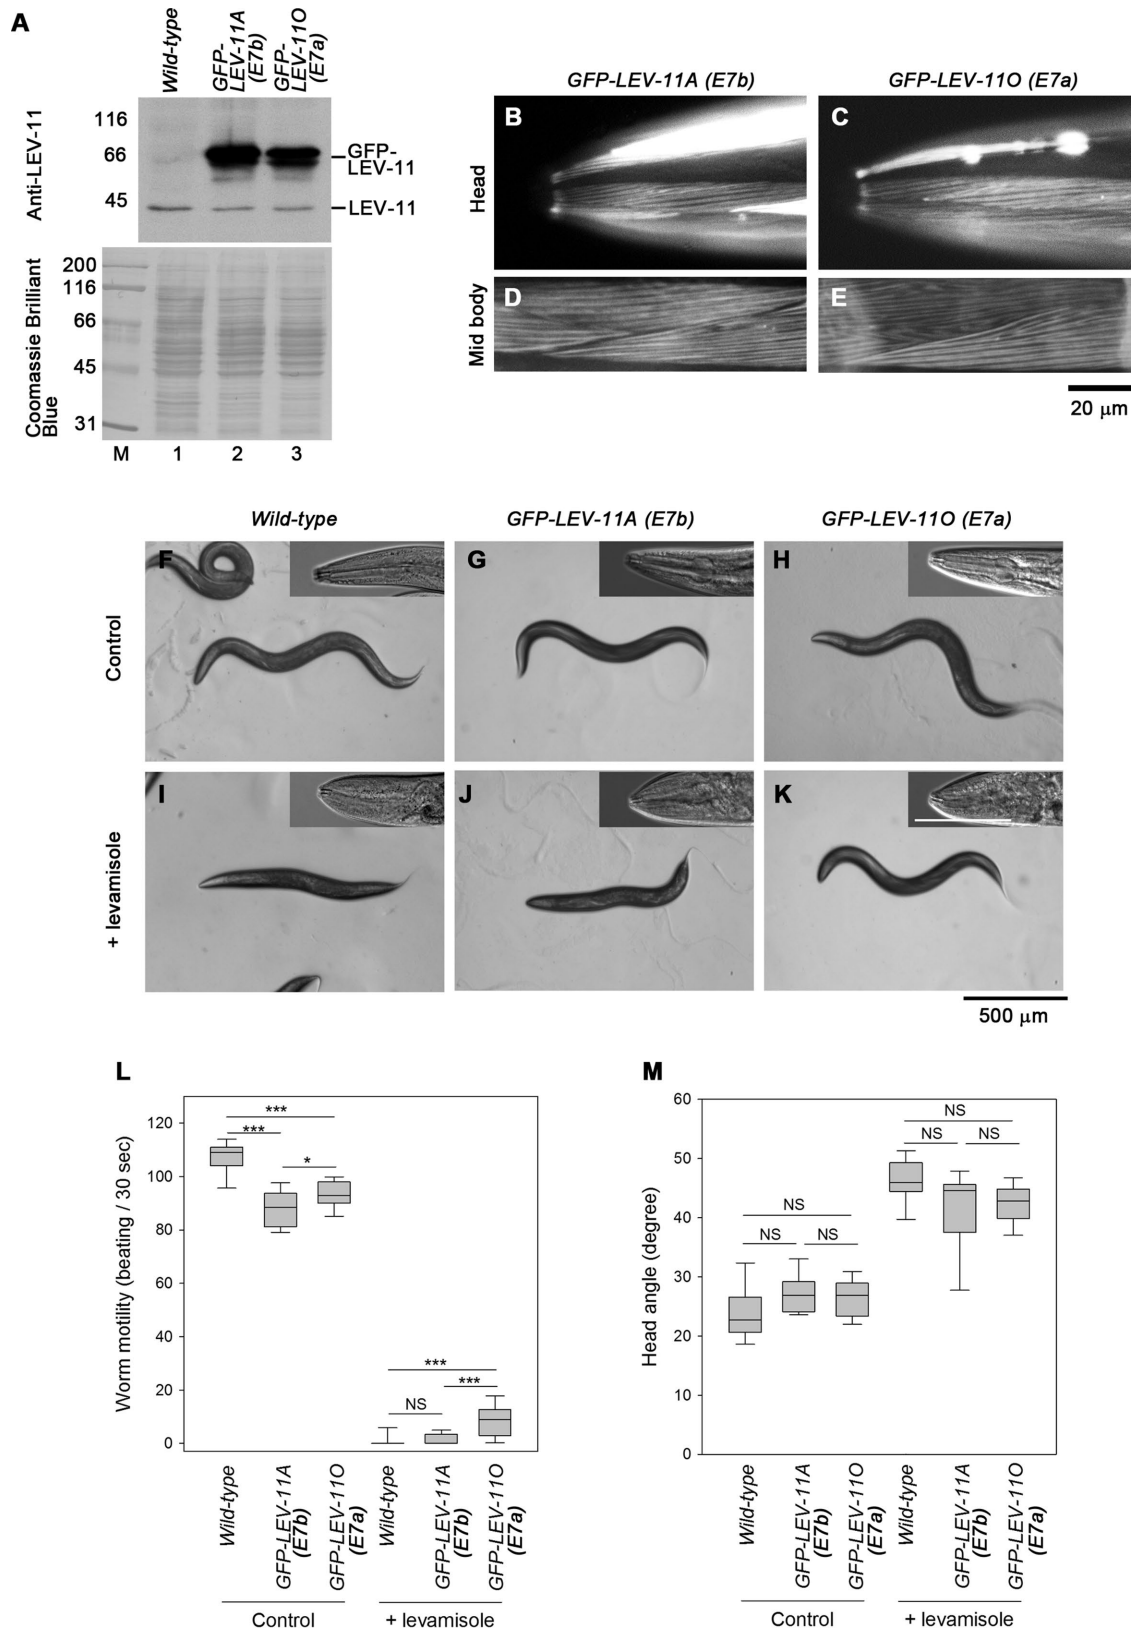 A
Wild-type
GFP-
LEV-11A
(E7b)
GFP-
LEV-11O
(E7a)
Anti-LEV-11
116
66
45
GFP-
LEV-11
LEV-11
Coomassie Brilliant
Blue
200
116
66
45
31
M
1
2
3
GFP-LEV-11A (E7b)
GFP-LEV-11O (E7a)
Head
B
C
Mid body
D
E
20 μm
Wild-type
GFP-LEV-11A (E7b)
GFP-LEV-11O (E7a)
Control
F
G
H
+ levamisole
I
J
K
500 μm
L
Worm motility (beating / 30 sec)
120
100
80
60
40
20
0
***
***
*
***
***
NS
Wild-type
GFP-LEV-11A
(E7b)
GFP-LEV-11O
(E7a)
Wild-type
GFP-LEV-11A
(E7b)
GFP-LEV-11O
(E7a)
Control
+ levamisole
M
Head angle (degree)
60
50
40
30
20
10
0
NS
NS
NS
NS
NS
NS
Wild-type
GFP-LEV-11A
(E7b)
GFP-LEV-11O
(E7a)
Wild-type
GFP-LEV-11A
(E7b)
GFP-LEV-11O
(E7a)
Control
+ levamisole